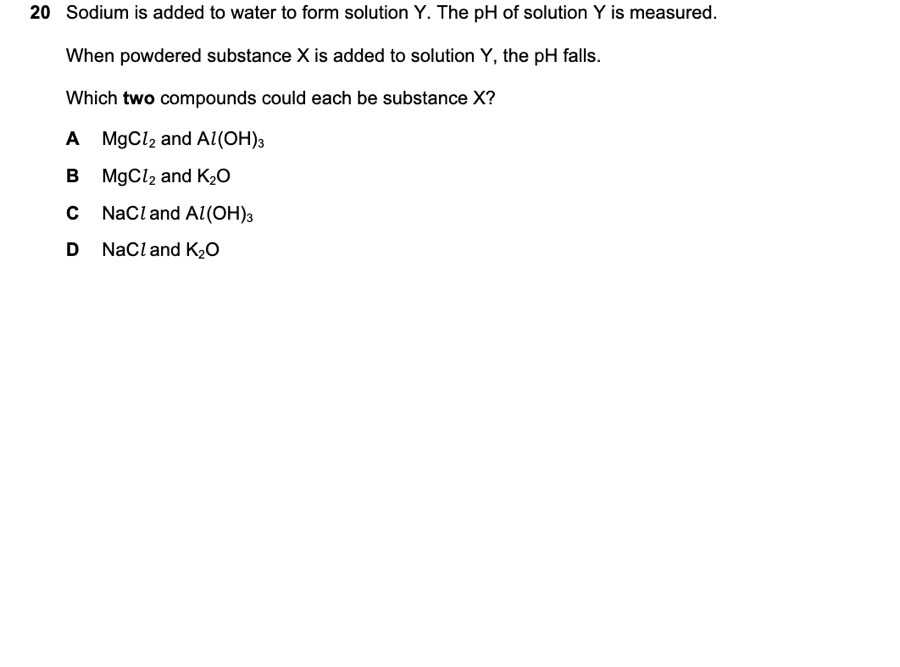 20 Sodium is added to water to form solution Y. The pH of solution Y is measured.
When powdered substance X is added to solution Y, the pH falls.
Which two compounds could each be substance X?
A MgCl₂ and Al(OH)₃
B MgCl₂ and K₂O
C NaCl and Al(OH)₃
D NaCl and K₂O